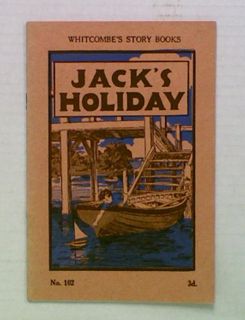 WHITCOMBE'S STORY BOOKS
JACK'S
HOLIDAY
No. 102
3d.